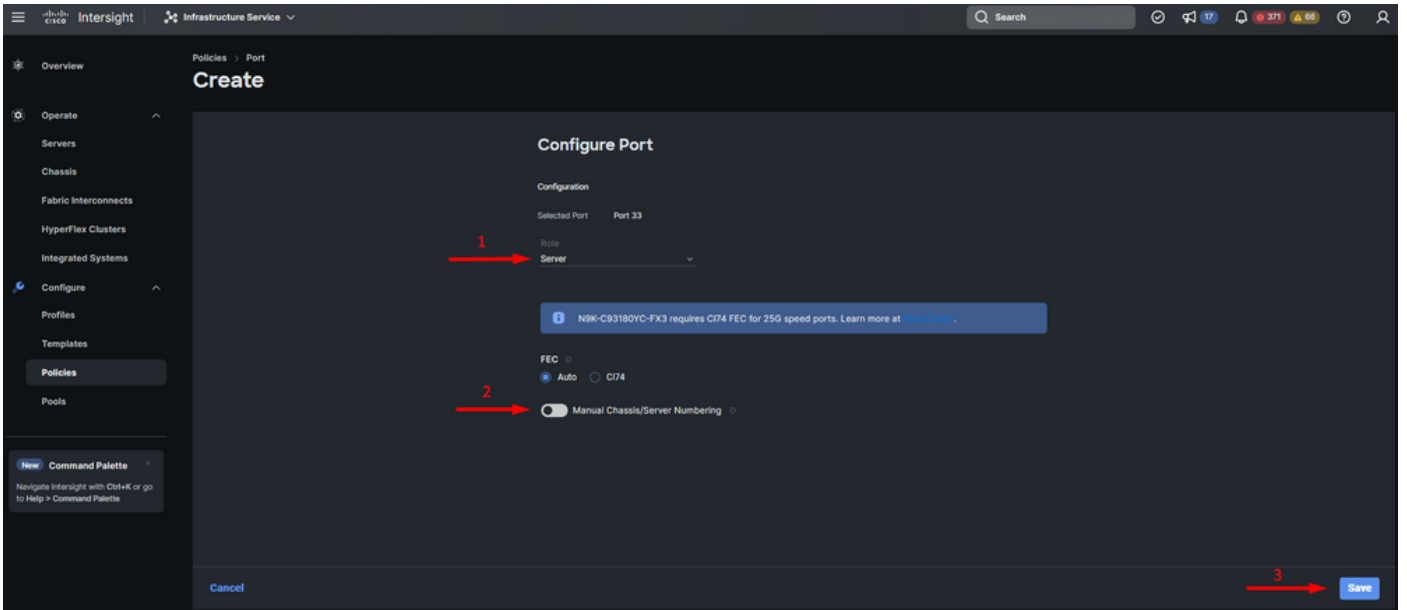 cisco Intersight
Infrastructure Service
Search
17
371
66
Overview
Operate
Servers
Chassis
Fabric Interconnects
HyperFlex Clusters
Integrated Systems
Configure
Profiles
Templates
Policies
Pools
New Command Palette
Navigate Intersight with Ctrl+K or go
to Help > Command Palette
Policies > Port
Create
Configure Port
Configuration
Selected Port Port 33
1
Role
Server
N9K-C93180YC-FX3 requires Cl74 FEC for 25G speed ports. Learn more at
FEC
Auto Cl74
2
Manual Chassis/Server Numbering
Cancel
3
Save